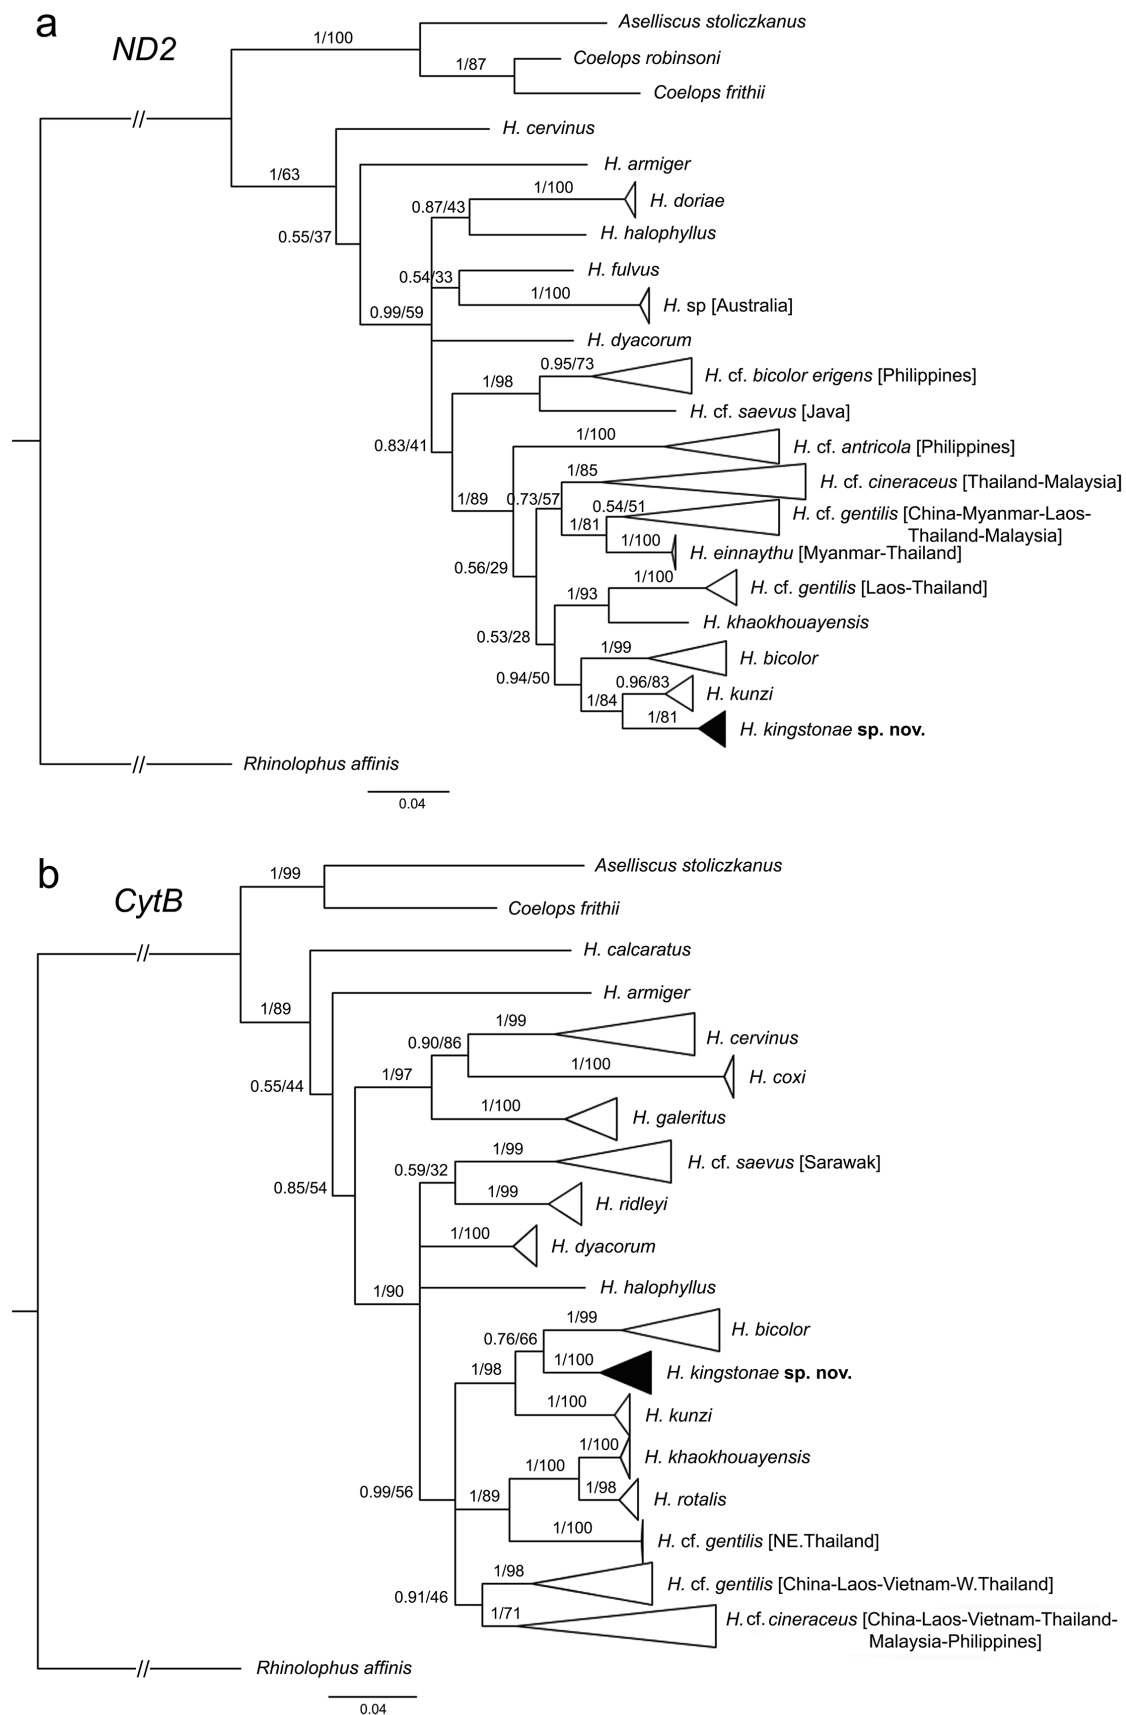 a
ND2
1/100
Aselliscus stoliczkanus
1/87
Coelops robinsoni
Coelops frithii
//
1/63
H. cervinus
H. armiger
0.55/37
0.87/43
1/100
H. doriae
H. halophyllus
0.54/33
H. fulvus
1/100
H. sp [Australia]
0.99/59
H. dyacorum
0.95/73
1/98
H. cf. bicolor erigens [Philippines]
H. cf. saevus [Java]
0.83/41
1/100
H. cf. antricola [Philippines]
1/85
H. cf. cineraceus [Thailand-Malaysia]
1/89
0.73/57
0.54/51
H. cf. gentilis [China-Myanmar-Laos-
Thailand-Malaysia]
1/81
1/100
H. einnaythu [Myanmar-Thailand]
0.56/29
1/100
H. cf. gentilis [Laos-Thailand]
1/93
H. khaokhouayensis
0.53/28
1/99
H. bicolor
0.94/50
0.96/83
H. kunzi
1/84
1/81
H. kingstonae sp. nov.
//
Rhinolophus affinis
0.04
b
CytB
1/99
Aselliscus stoliczkanus
Coelops frithii
//
H. calcaratus
1/89
H. armiger
0.55/44
1/99
H. cervinus
0.90/86
1/100
H. coxi
1/97
1/100
H. galeritus
0.85/54
1/99
H. cf. saevus [Sarawak]
0.59/32
1/99
H. ridleyi
1/100
H. dyacorum
1/90
H. halophyllus
1/99
H. bicolor
0.76/66
1/100
H. kingstonae sp. nov.
1/98
1/100
H. kunzi
1/100
H. khaokhouayensis
1/100
1/98
H. rotalis
0.99/56
1/89
1/100
H. cf. gentilis [NE.Thailand]
1/98
H. cf. gentilis [China-Laos-Vietnam-W.Thailand]
0.91/46
1/71
H. cf. cineraceus [China-Laos-Vietnam-Thailand-
Malaysia-Philippines]
//
Rhinolophus affinis
0.04